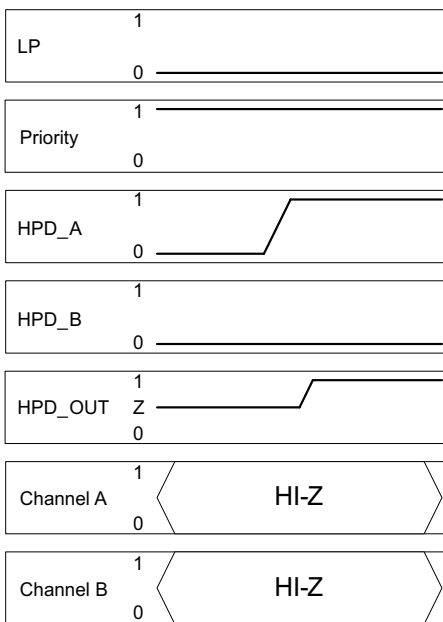 1
LP
0
1
Priority
0
1
HPD_A
0
1
HPD_B
0
1
HPD_OUT Z
0
1
Channel A HI-Z
0
1
Channel B HI-Z
0